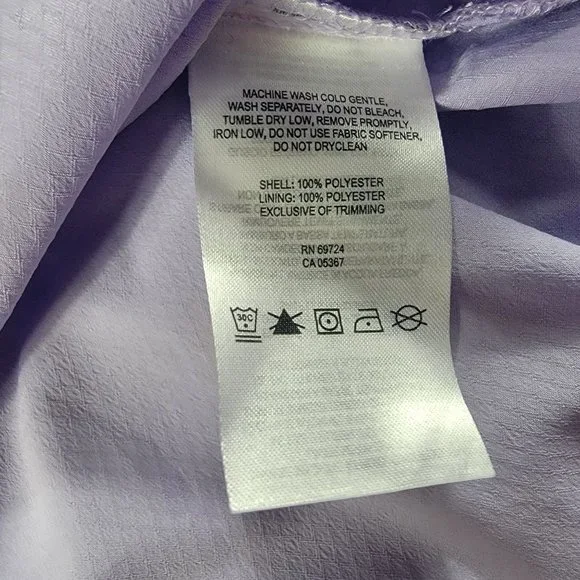 MACHINE WASH COLD GENTLE,
WASH SEPARATELY, DO NOT BLEACH,
TUMBLE DRY LOW, REMOVE PROMPTLY,
IRON LOW, DO NOT USE FABRIC SOFTENER,
DO NOT DRYCLEAN
SHELL: 100% POLYESTER
LINING: 100% POLYESTER
EXCLUSIVE OF TRIMMING
RN 69724
CA 05367
30C